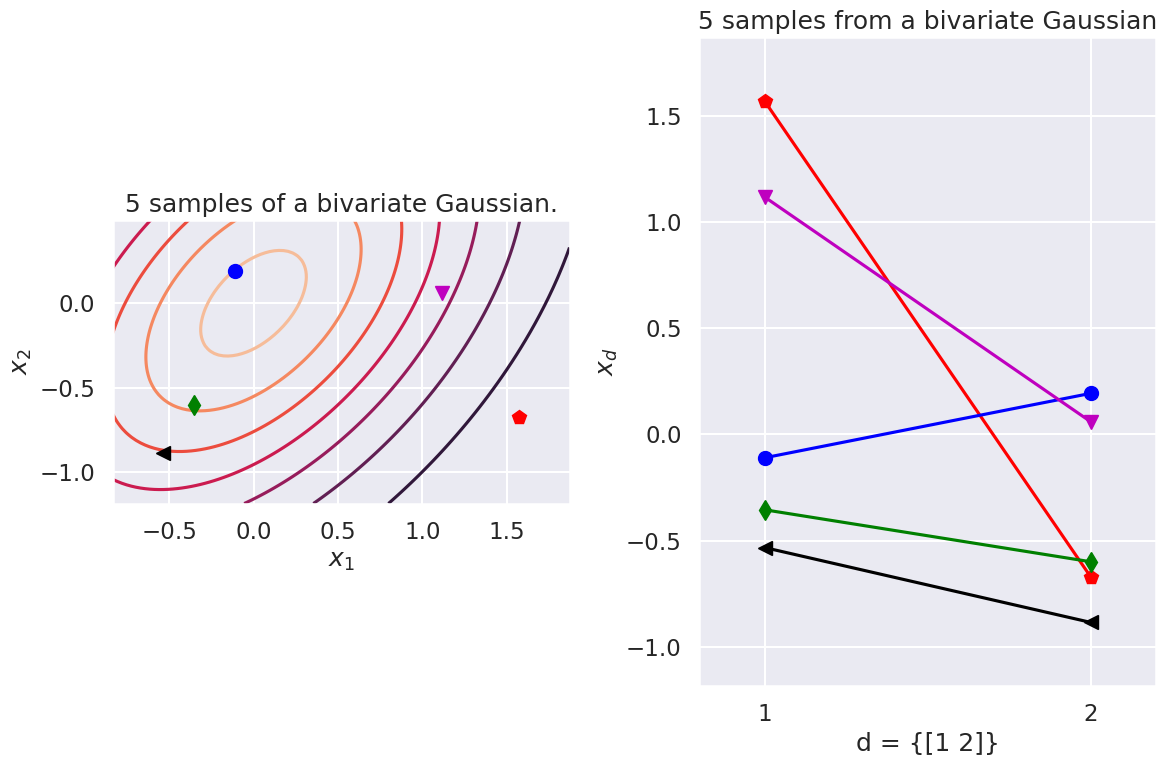 5 samples of a bivariate Gaussian.
0.0
−0.5
−1.0
x₂
−0.5 0.0 0.5 1.0 1.5
x₁
5 samples from a bivariate Gaussian
1.5
1.0
0.5
0.0
−0.5
−1.0
x_d
1 2
d = {[1 2]}